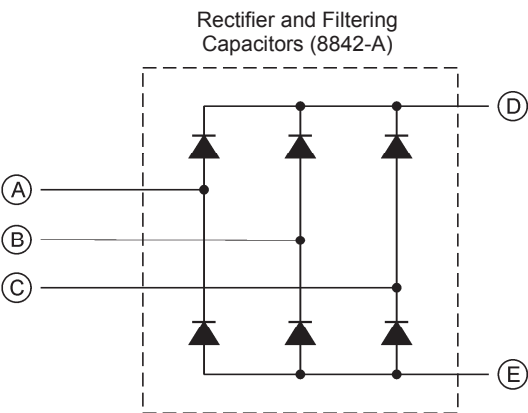 Rectifier and Filtering
Capacitors (8842-A)
D
A
B
C
E